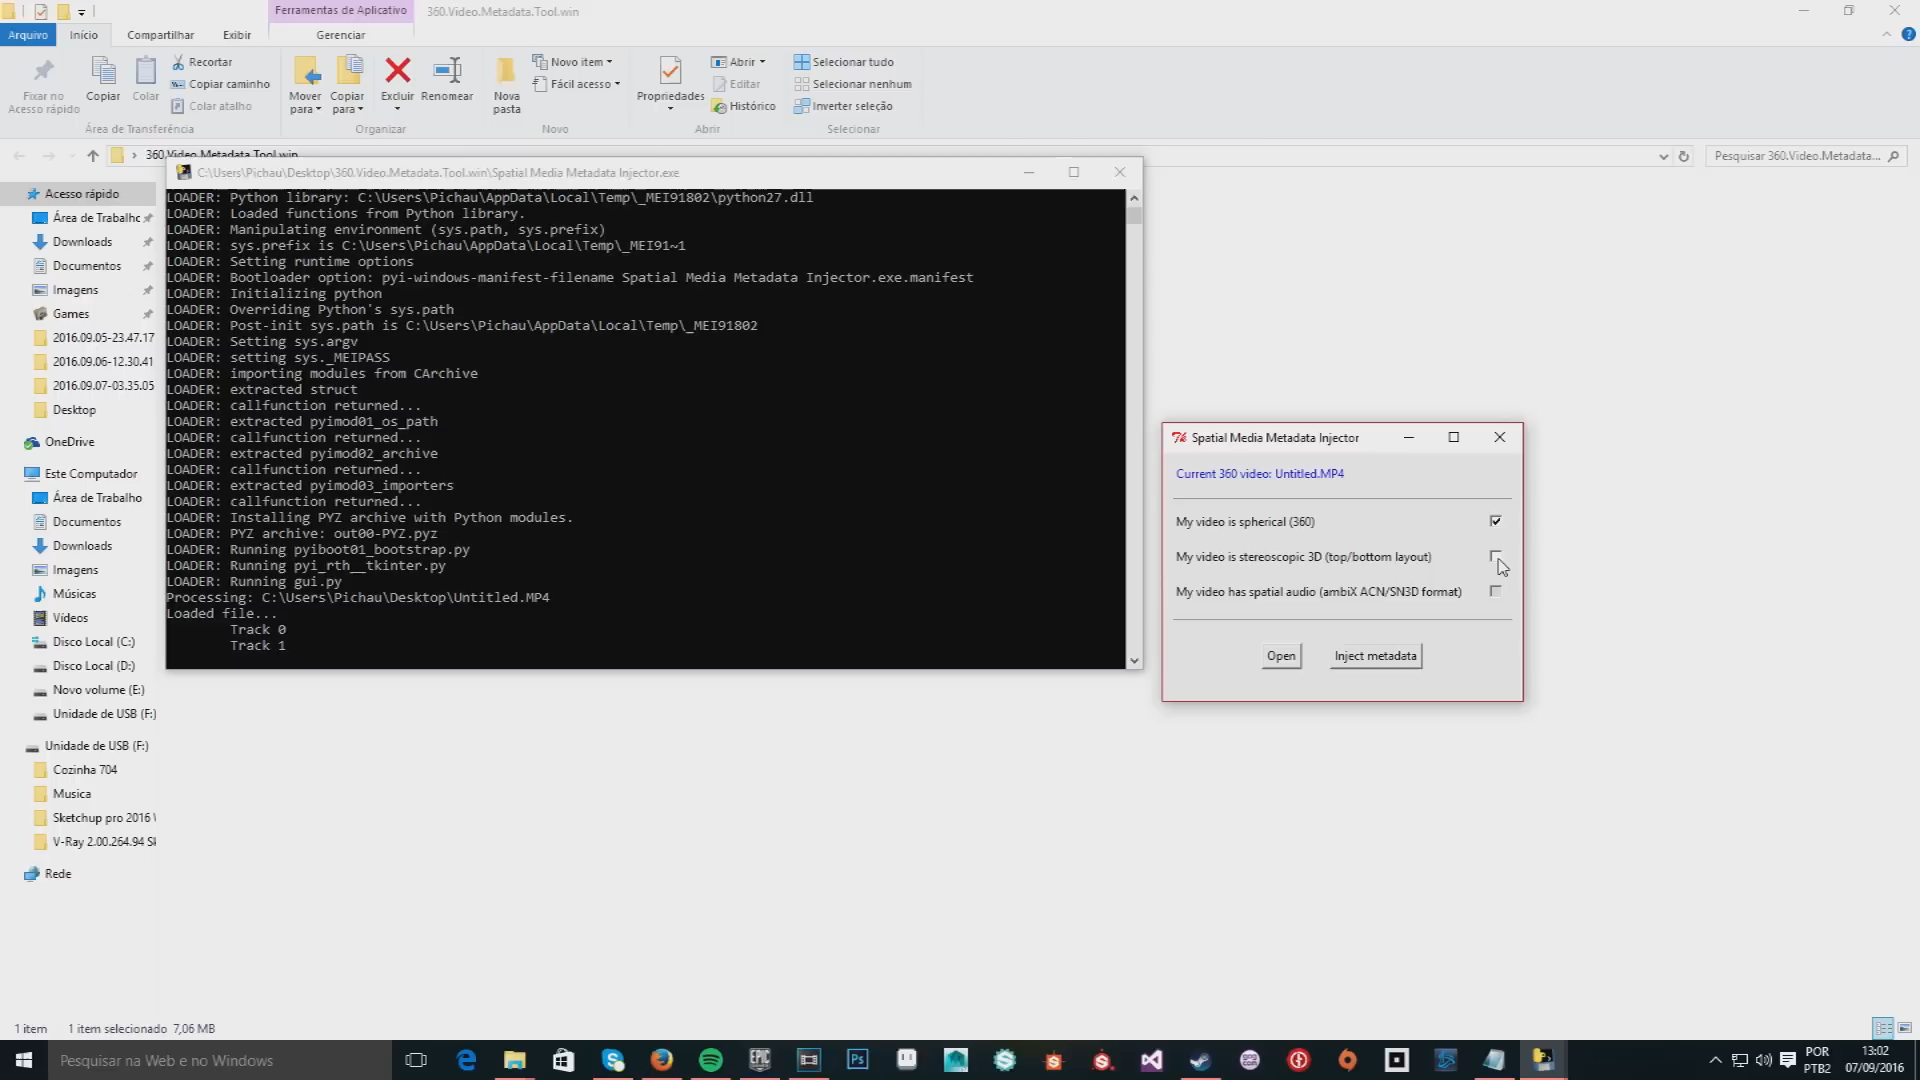 Ferramentas de Aplicativo
360.Video.Metadata.Tool.win
Arquivo
Início
Compartilhar
Exibir
Gerenciar
Fixar no
Acesso rápido
Copiar
Colar
Recortar
Copiar caminho
Colar atalho
Área de Transferência
Mover
para
Copiar
para
Excluir
Renomear
Organizar
Nova
pasta
Novo item
Fácil acesso
Novo
Propriedades
Abrir
Editar
Histórico
Abrir
Selecionar tudo
Selecionar nenhum
Inverter seleção
Selecionar
360.Video.Metadata.Tool.win
Pesquisar 360.Video.Metadata...
Acesso rápido
Área de Trabalho
Downloads
Documentos
Imagens
Games
2016.09.05-23.47.17
2016.09.06-12.30.41
2016.09.07-03.35.05
Desktop
OneDrive
Este Computador
Área de Trabalho
Documentos
Downloads
Imagens
Músicas
Vídeos
Disco Local (C:)
Disco Local (D:)
Novo volume (E:)
Unidade de USB (F:)
Unidade de USB (F:)
Cozinha 704
Musica
Sketchup pro 2016
V-Ray 2.00.264.94
Rede
C:\Users\Pichau\Desktop\360.Video.Metadata.Tool.win\Spatial Media Metadata Injector.exe
LOADER: Python library: C:\Users\Pichau\AppData\Local\Temp\_MEI91802\python27.dll
LOADER: Loaded functions from Python library.
LOADER: Manipulating environment (sys.path, sys.prefix)
LOADER: sys.prefix is C:\Users\Pichau\AppData\Local\Temp\_MEI91~1
LOADER: Setting runtime options
LOADER: Bootloader option: pyi-windows-manifest-filename Spatial Media Metadata Injector.exe.manifest
LOADER: Initializing python
LOADER: Overriding Python's sys.path
LOADER: Post-init sys.path is C:\Users\Pichau\AppData\Local\Temp\_MEI91802
LOADER: Setting sys.argv
LOADER: setting sys._MEIPASS
LOADER: importing modules from CArchive
LOADER: extracted struct
LOADER: callfunction returned...
LOADER: extracted pyimod01_os_path
LOADER: callfunction returned...
LOADER: extracted pyimod02_archive
LOADER: callfunction returned...
LOADER: extracted pyimod03_importers
LOADER: callfunction returned...
LOADER: Installing PYZ archive with Python modules.
LOADER: PYZ archive: out00-PYZ.pyz
LOADER: Running pyiboot01_bootstrap.py
LOADER: Running pyi_rth__tkinter.py
LOADER: Running gui.py
Processing: C:\Users\Pichau\Desktop\Untitled.MP4
Loaded file...
Track 0
Track 1
Spatial Media Metadata Injector
Current 360 video: Untitled.MP4
My video is spherical (360)
My video is stereoscopic 3D (top/bottom layout)
My video has spatial audio (ambiX ACN/SN3D format)
Open
Inject metadata
1 item
1 item selecionado 7,06 MB
Pesquisar na Web e no Windows
EPIC
Ps
POR
PTB2
13:02
07/09/2016